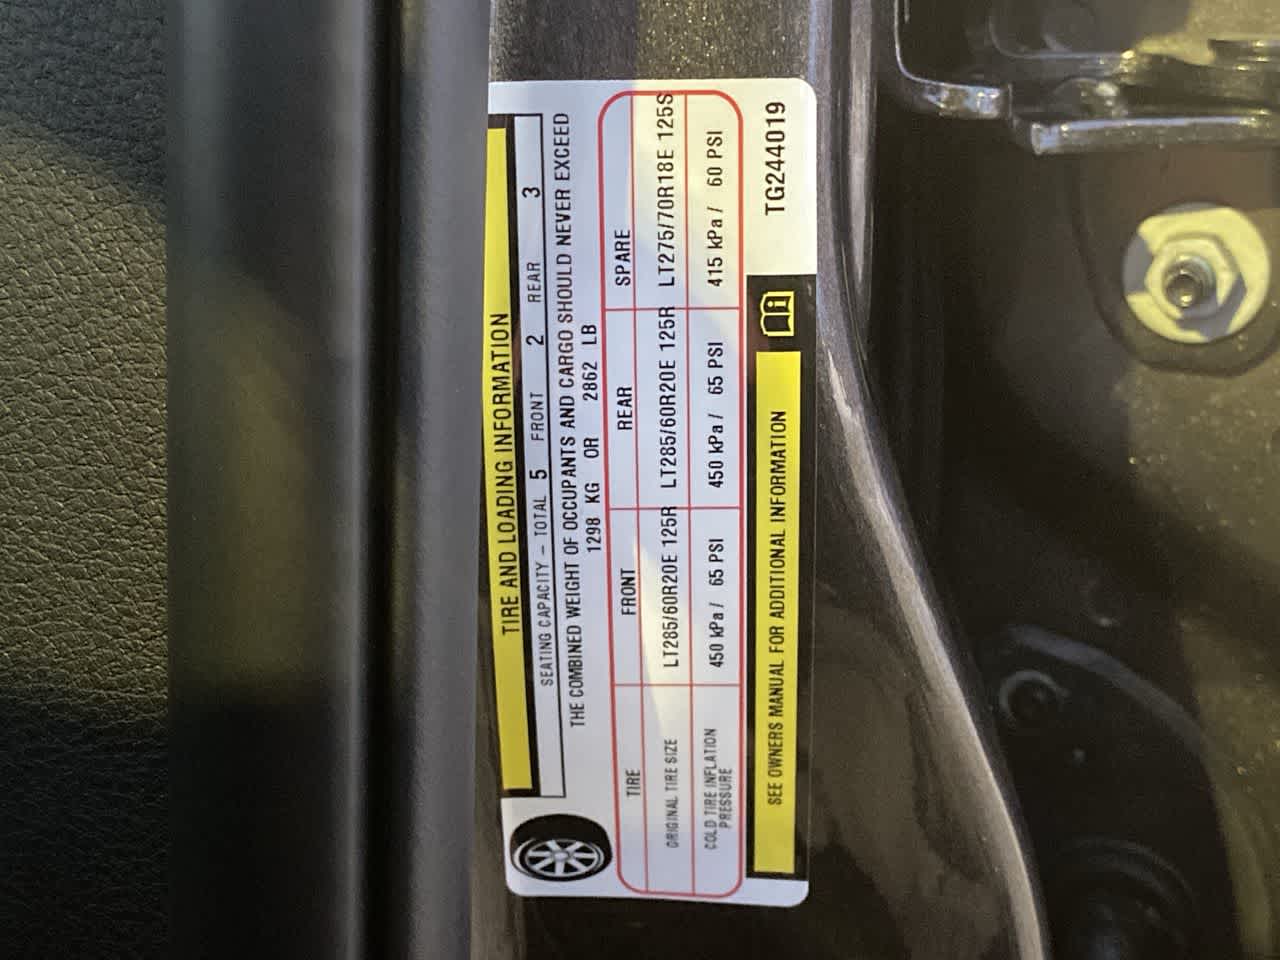 TIRE AND LOADING INFORMATION
SEATING CAPACITY – TOTAL 5 FRONT 2 REAR 3
THE COMBINED WEIGHT OF OCCUPANTS AND CARGO SHOULD NEVER EXCEED
1298 KG OR 2862 LB
TIRE FRONT REAR SPARE
ORIGINAL TIRE SIZE LT285/60R20E 125R LT285/60R20E 125R LT275/70R18E 125S
COLD TIRE INFLATION PRESSURE 450 kPa / 65 PSI 450 kPa / 65 PSI 415 kPa / 60 PSI
SEE OWNERS MANUAL FOR ADDITIONAL INFORMATION
TG244019